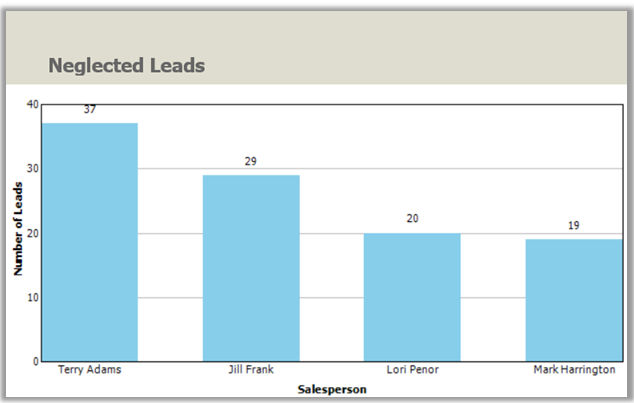 Neglected Leads
40
37
30
29
20
20
19
10
0
Number of Leads
Terry Adams
Jill Frank
Lori Penor
Mark Harrington
Salesperson